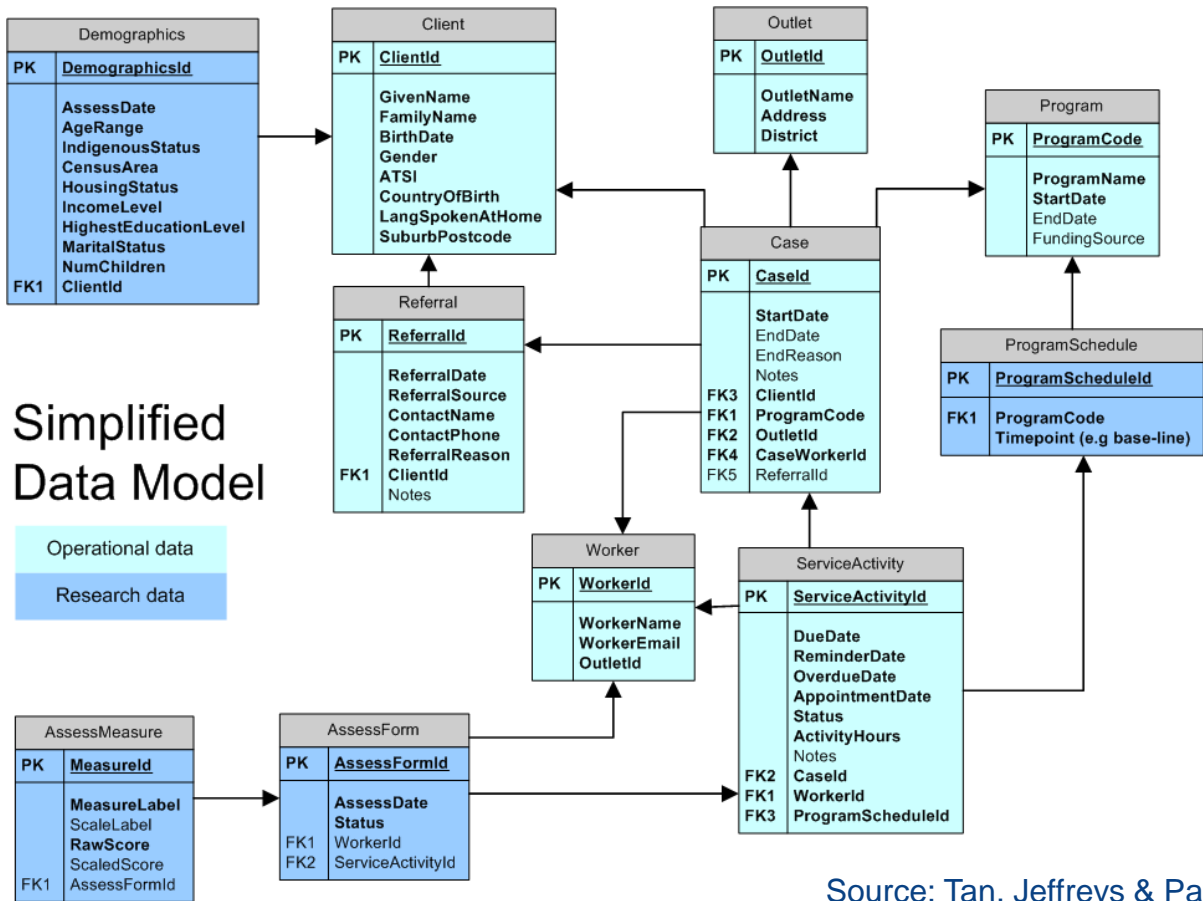 Demographics
PK DemographicsId
AssessDate
AgeRange
IndigenousStatus
CensusArea
HousingStatus
IncomeLevel
HighestEducationLevel
MaritalStatus
NumChildren
FK1 ClientId
Client
PK ClientId
GivenName
FamilyName
BirthDate
Gender
ATSI
CountryOfBirth
LangSpokenAtHome
SuburbPostcode
Outlet
PK OutletId
OutletName
Address
District
Program
PK ProgramCode
ProgramName
StartDate
EndDate
FundingSource
Referral
PK ReferralId
ReferralDate
ReferralSource
ContactName
ContactPhone
ReferralReason
FK1 ClientId
Notes
Case
PK CaseId
StartDate
EndDate
EndReason
Notes
FK3 ClientId
FK1 ProgramCode
FK2 OutletId
FK4 CaseWorkerId
FK5 ReferralId
ProgramSchedule
PK ProgramScheduleId
FK1 ProgramCode
Timepoint (e.g base-line)
Simplified
Data Model
Operational data
Research data
Worker
PK WorkerId
WorkerName
WorkerEmail
OutletId
ServiceActivity
PK ServiceActivityId
DueDate
ReminderDate
OverdueDate
AppointmentDate
Status
ActivityHours
Notes
FK2 CaseId
FK1 WorkerId
FK3 ProgramScheduleId
AssessMeasure
PK MeasureId
MeasureLabel
ScaleLabel
RawScore
ScaledScore
FK1 AssessFormId
AssessForm
PK AssessFormId
AssessDate
Status
FK1 WorkerId
FK2 ServiceActivityId
Source: Tan, Jeffreys & Pa